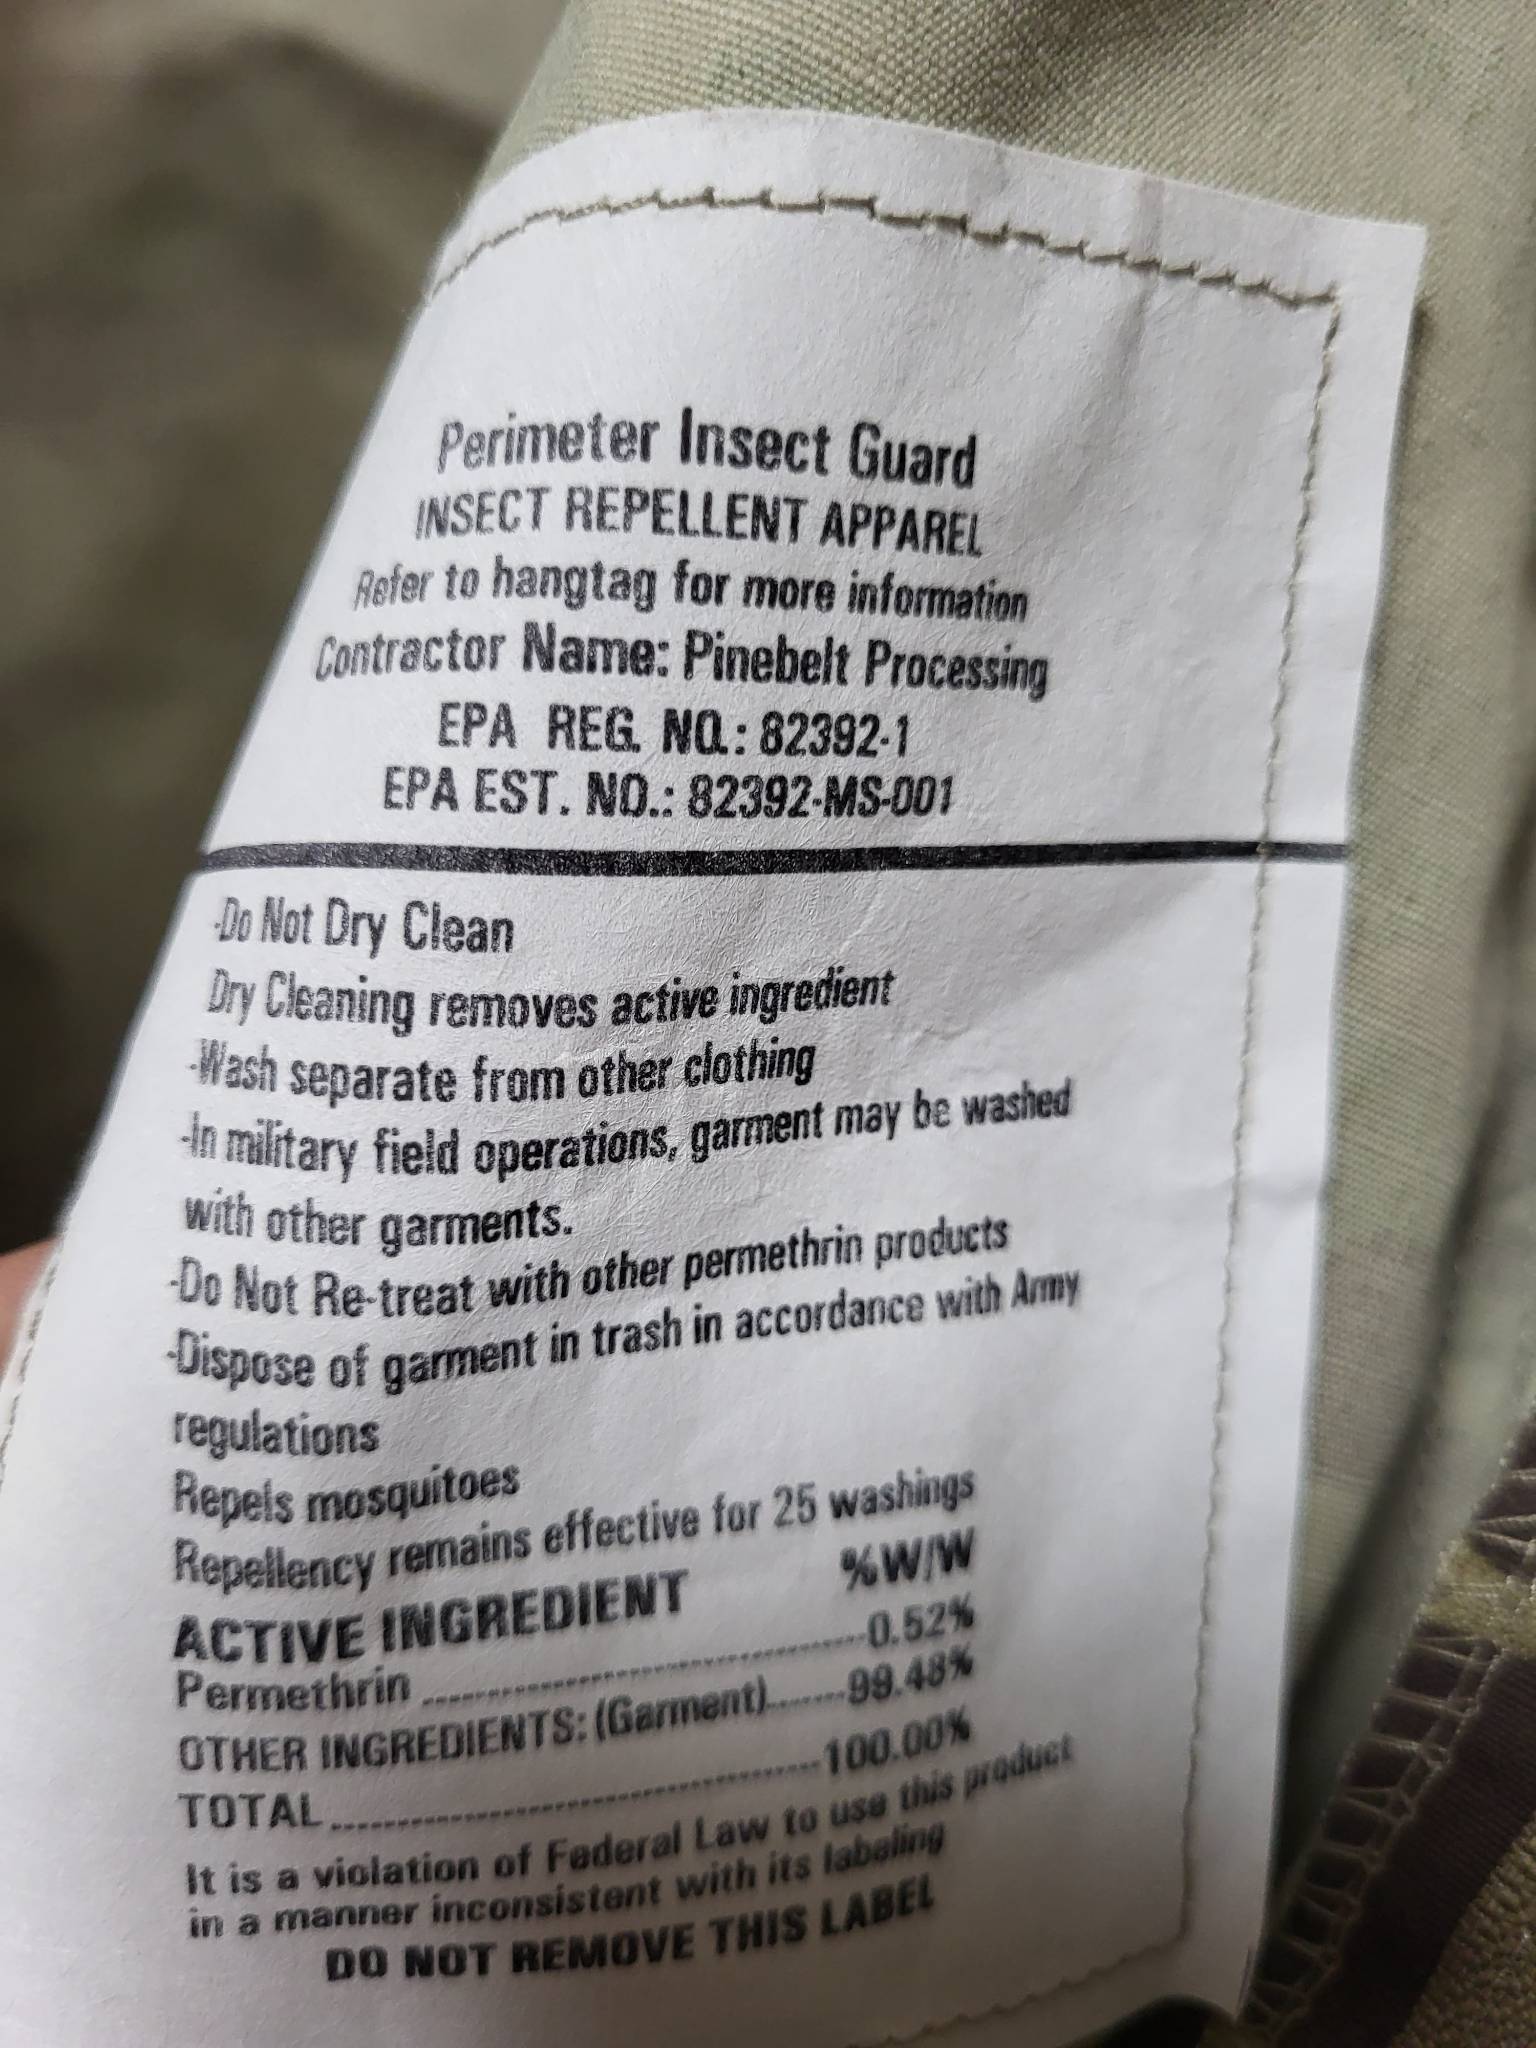 Perimeter Insect Guard
INSECT REPELLENT APPAREL
Refer to hangtag for more information
Contractor Name: Pinebelt Processing
EPA REG. NO.: 82392-1
EPA EST. NO.: 82392-MS-001
-Do Not Dry Clean
Dry Cleaning removes active ingredient
-Wash separate from other clothing
-In military field operations, garment may be washed
with other garments.
-Do Not Re-treat with other permethrin products
-Dispose of garment in trash in accordance with Army
regulations
Repels mosquitoes
Repellency remains effective for 25 washings
ACTIVE INGREDIENT %W/W
Permethrin ........................................0.52%
OTHER INGREDIENTS: (Garment).........99.48%
TOTAL..................................................100.00%
It is a violation of Federal Law to use this product
in a manner inconsistent with its labeling
DO NOT REMOVE THIS LABEL